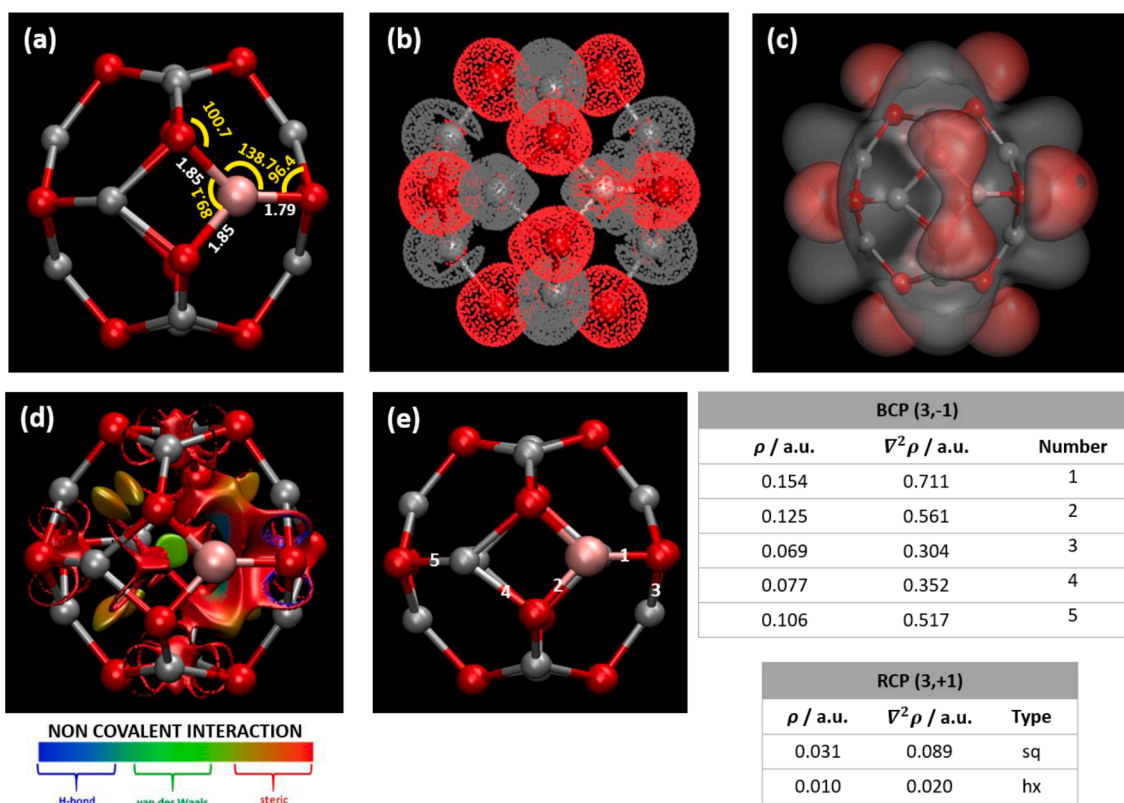 (a)
100.7
138.7
96.4
1.85
89.1
1.79
1.85
(b)
(c)
(d)
NON COVALENT INTERACTION
H-bond
van der Waals
steric
(e)
5
1
4
2
3
BCP (3,-1)
ρ / a.u. ∇²ρ / a.u. Number
0.154 0.711 1
0.125 0.561 2
0.069 0.304 3
0.077 0.352 4
0.106 0.517 5
RCP (3,+1)
ρ / a.u. ∇²ρ / a.u. Type
0.031 0.089 sq
0.010 0.020 hx